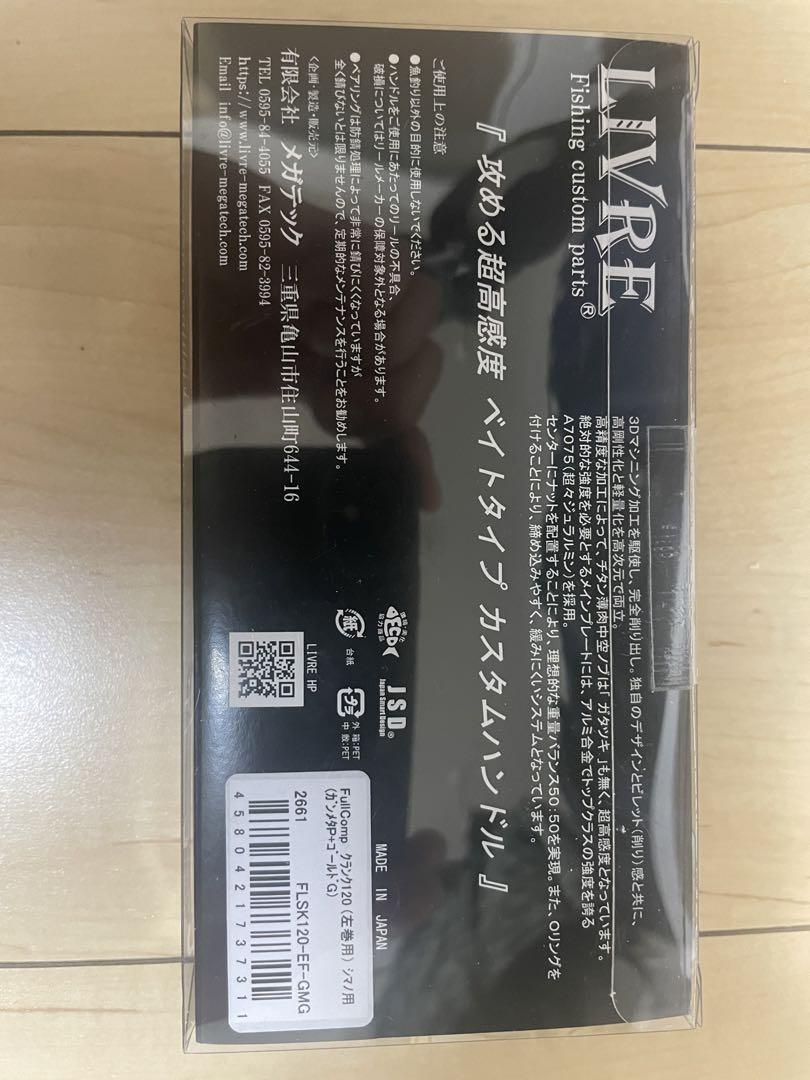 LIVRE
Fishing custom parts ®
3Dマシニング加工を駆使し、完全削り出し。独自のデザインとビレット(削り)感と共に、
高剛性化と軽量化を高次元で両立。
高精度な加工によって、チタン薄肉中空ノブは「ガタツキ」も無く、超高感度となっています。
絶対的な強度を必要とするメインプレートには、アルミ合金でトップクラスの強度を誇る
A7075(超々ジュラルミン)を採用。
センターにナットを配置することにより、理想的な重量バランス50:50を実現。また、Oリングを
付けることにより、締め込みやすく、緩みにくいシステムとなっています。
『 攻める超高感度 ベイトタイプ カスタムハンドル 』
ご使用上の注意
●魚釣り以外の目的に使用しないでください。
●ハンドルをご使用にあたってのリールの不具合
破損についてはリールメーカーの保障対象外となる場合があります。
●ベアリングは防錆処理によって非常に錆びにくくなっていますが
全く錆びないとは限りませんので、定期的なメンテナンスを行うことをお勧めします。
<企画・製造・販売元>
有限会社 メガテック 三重県亀山市住山町644-16
TEL 0595-84-4055 FAX 0595-82-3994
https://www.livre-megatech.com
Email info@livre-megatech.com
ECD
JSD®
Japan Smart Design
紙
台紙
プラ
外箱:PET
中敷:PET
LIVRE HP
MADE IN JAPAN
FullComp クランク120 (左巻用) シマノ用
(ガンメタP+ゴールドG)
2661 FLSK120-EF-GMG
4580421737311